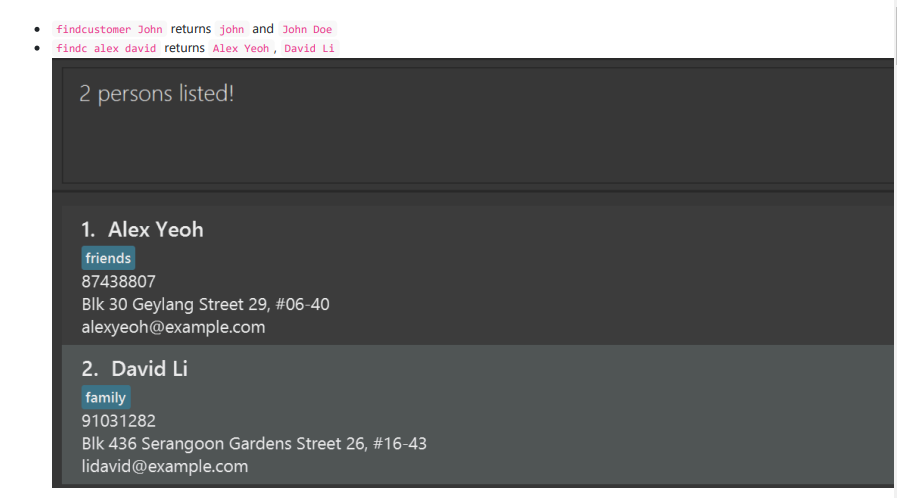 findcustomer John returns john and John Doe
findc alex david returns Alex Yeoh, David Li
2 persons listed!
1. Alex Yeoh
friends
87438807
Blk 30 Geylang Street 29, #06-40
alexyeoh@example.com
2. David Li
family
91031282
Blk 436 Serangoon Gardens Street 26, #16-43
lidavid@example.com